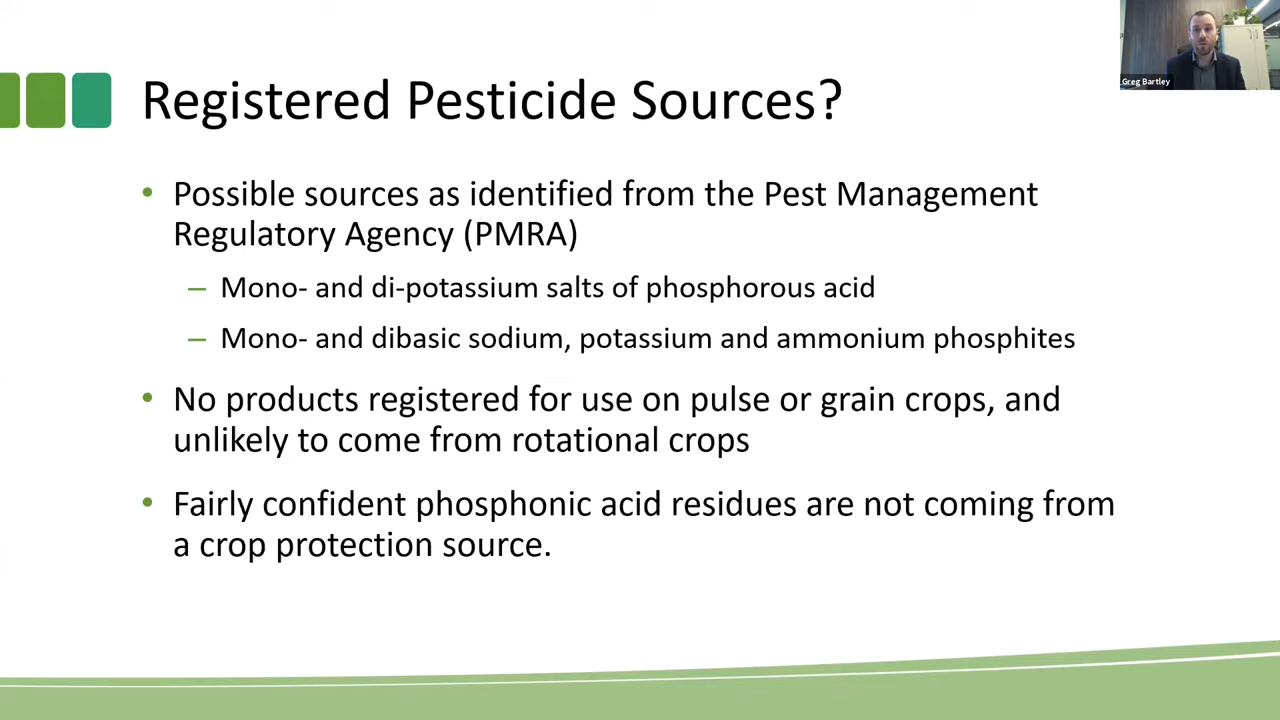 Greg Bartley
Registered Pesticide Sources?
• Possible sources as identified from the Pest Management
Regulatory Agency (PMRA)
– Mono- and di-potassium salts of phosphorous acid
– Mono- and dibasic sodium, potassium and ammonium phosphites
• No products registered for use on pulse or grain crops, and
unlikely to come from rotational crops
• Fairly confident phosphonic acid residues are not coming from
a crop protection source.